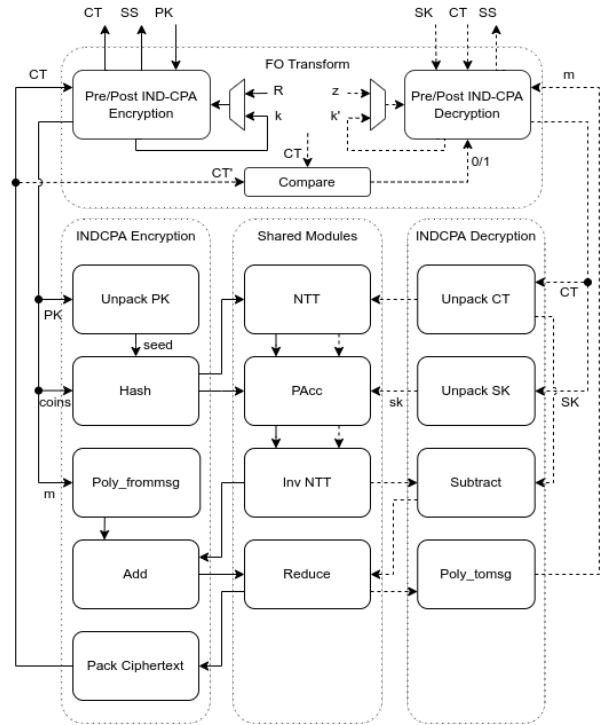 CT SS PK SK CT SS
FO Transform
CT
Pre/Post IND-CPA
Encryption
R
k
z
k'
Pre/Post IND-CPA
Decryption
m
CT
0/1
CT'
Compare
INDCPA Encryption
Shared Modules
INDCPA Decryption
Unpack PK
NTT
Unpack CT
CT
PK
seed
Hash
PAcc
Unpack SK
coins
sk
SK
Poly_frommsg
Inv NTT
Subtract
m
Add
Reduce
Poly_tomsg
Pack Ciphertext